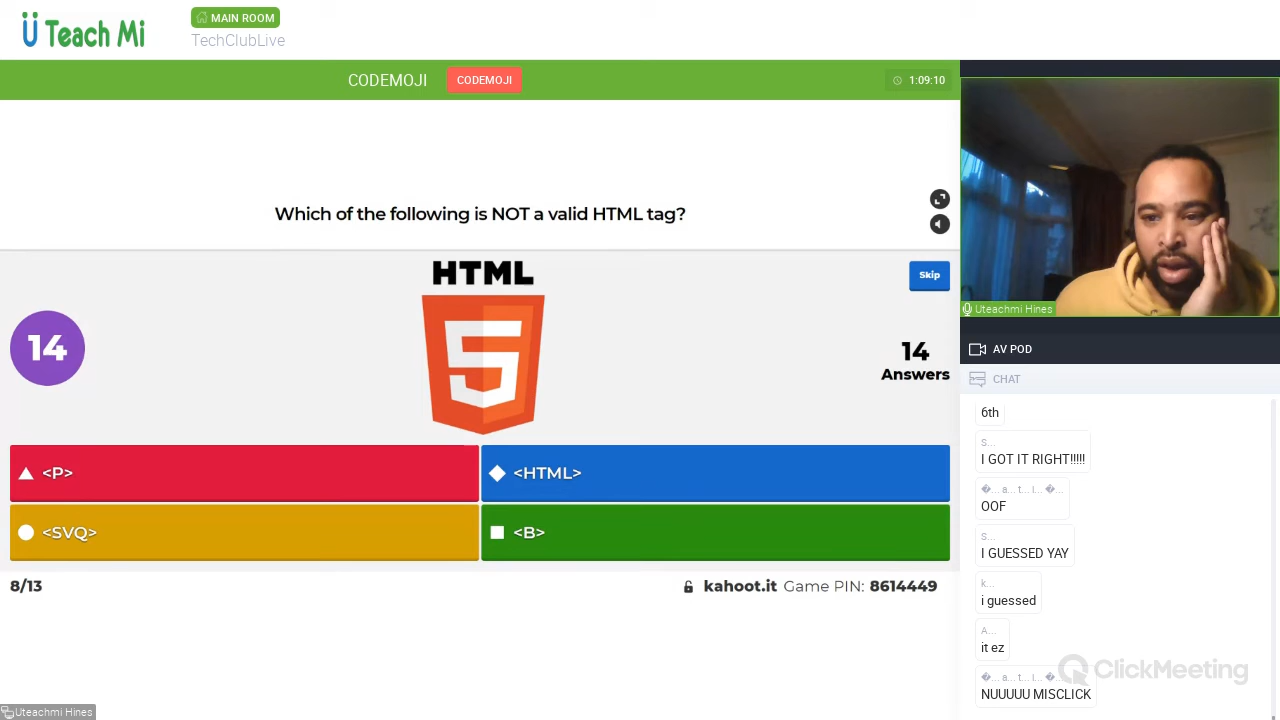 Ü Teach Mi
MAIN ROOM
TechClubLive
CODEMOJI
CODEMOJI
1:09:10
Which of the following is NOT a valid HTML tag?
HTML
5
Skip
14
14
Answers
<P>
<HTML>
<SVQ>
<B>
8/13
kahoot.it Game PIN: 8614449
Uteachmi Hines
Uteachmi Hines
AV POD
CHAT
6th
S...
I GOT IT RIGHT!!!!!
�... a... t... i... �...
OOF
S...
I GUESSED YAY
k...
i guessed
A...
it ez
�... a... t... i... �...
NUUUUU MISCLICK
ClickMeeting